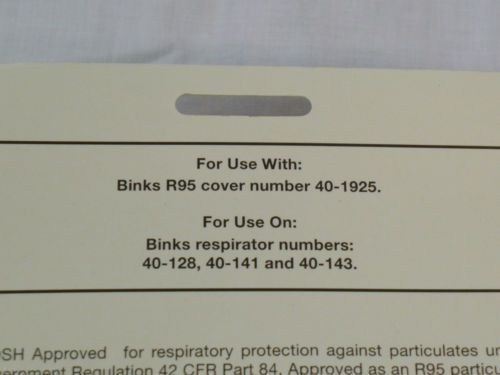 For Use With:
Binks R95 cover number 40-1925.
For Use On:
Binks respirator numbers:
40-128, 40-141 and 40-143.
Approved for respiratory protection against particulates
Regulation 42 CFR Part 84. Approved as an R95